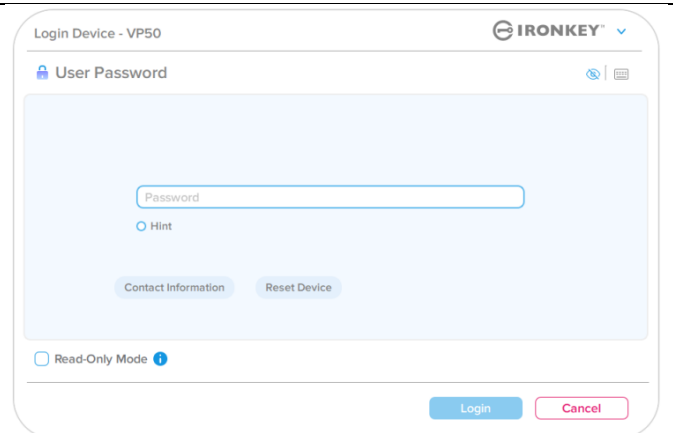 Login Device - VP50
IRONKEY™
User Password
Password
Hint
Contact Information
Reset Device
Read-Only Mode
Login
Cancel